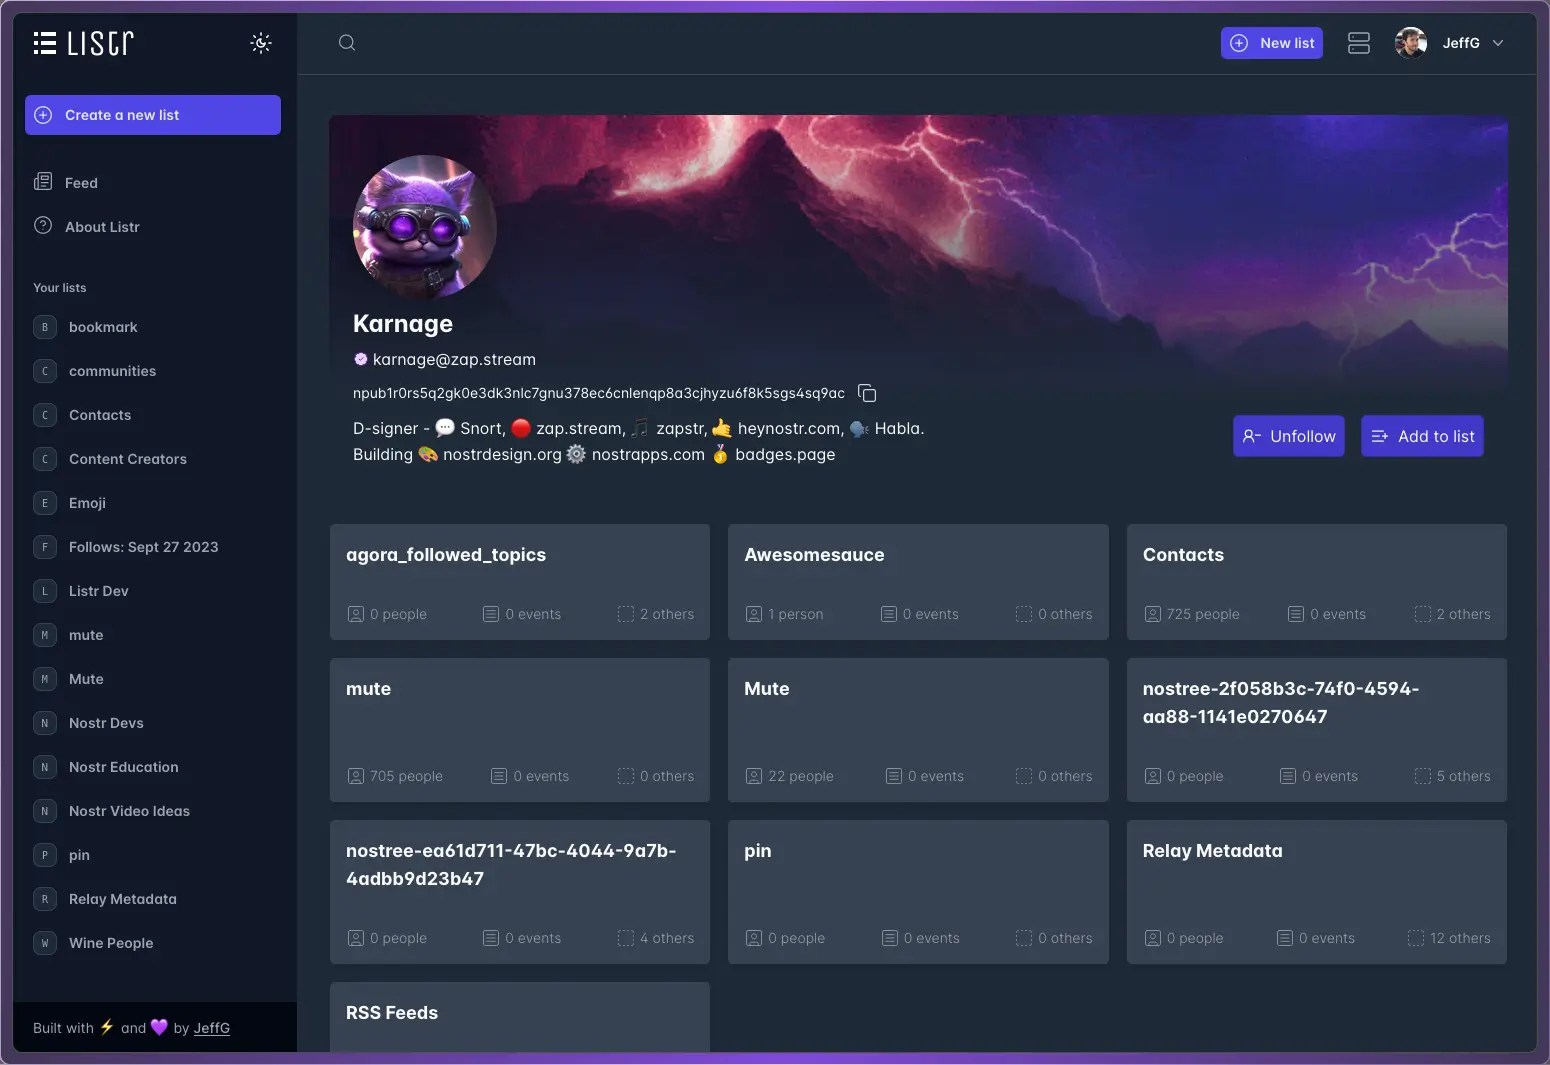 Listr
New list
JeffG
Create a new list
Feed
About Listr
Your lists
B bookmark
C communities
C Contacts
C Content Creators
E Emoji
F Follows: Sept 27 2023
L Listr Dev
M mute
M Mute
N Nostr Devs
N Nostr Education
N Nostr Video Ideas
P pin
R Relay Metadata
W Wine People
Built with ⚡ and 💜 by JeffG
Karnage
karnage@zap.stream
npub1r0rs5q2gk0e3dk3nlc7gnu378ec6cnlenqp8a3cjhyzu6f8k5sgs4sq9ac
D-signer - 💬 Snort, 🔴 zap.stream, 🎵 zapstr, 🤙 heynostr.com, 🗣️ Habla.
Building 🎨 nostrdesign.org ⚙️ nostrapps.com 🏅 badges.page
Unfollow
Add to list
agora_followed_topics
0 people 0 events 2 others
Awesomesauce
1 person 0 events 0 others
Contacts
725 people 0 events 2 others
mute
705 people 0 events 0 others
Mute
22 people 0 events 0 others
nostree-2f058b3c-74f0-4594-
aa88-1141e0270647
0 people 0 events 5 others
nostree-ea61d711-47bc-4044-9a7b-
4adbb9d23b47
0 people 0 events 4 others
pin
0 people 0 events 0 others
Relay Metadata
0 people 0 events 12 others
RSS Feeds